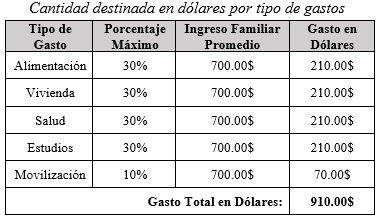 Cantidad destinada en dólares por tipo de gastos
Tipo de Gasto Porcentaje Máximo Ingreso Familiar Promedio Gasto en Dólares
Alimentación 30% 700.00$ 210.00$
Vivienda 30% 700.00$ 210.00$
Salud 30% 700.00$ 210.00$
Estudios 30% 700.00$ 210.00$
Movilización 10% 700.00$ 70.00$
Gasto Total en Dólares: 910.00$